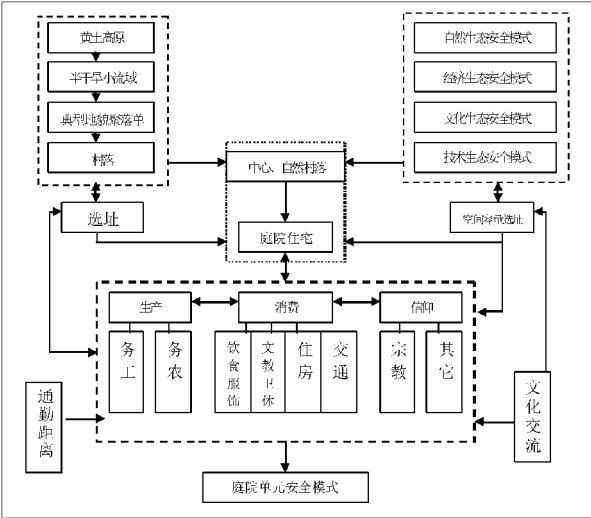 黄土高原
半干旱小流域
典型地貌聚落单
村落
自然生态安全模式
经济生态安全模式
文化生态安全模式
技术生态安全模式
中心、自然村落
选址
空间容量选址
庭院住宅
生产
消费
信仰
务工
务农
饮食服饰
文教卫体
住房
交通
宗教
其它
通勤距离
文化交流
庭院单元安全模式